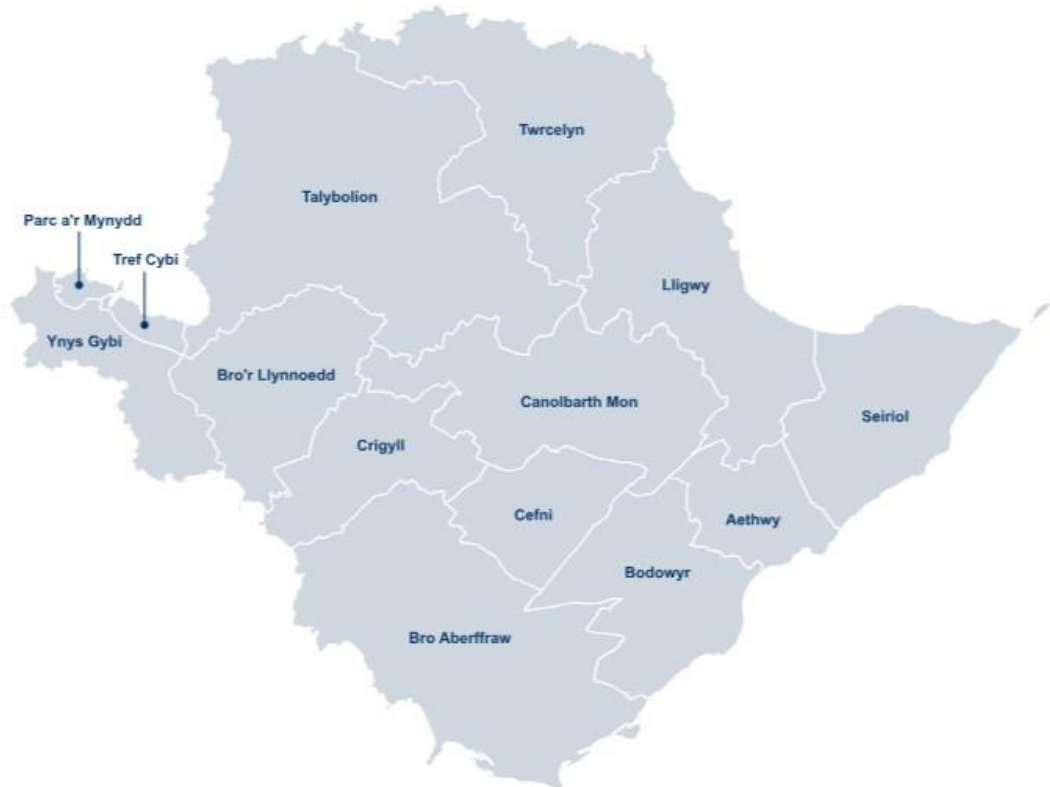 Twrcelyn
Talybolion
Parc a'r Mynydd
Tref Cybi
Lligwy
Ynys Gybi
Bro'r Llynnoedd
Canolbarth Mon
Seiriol
Crigyll
Cefni
Aethwy
Bodowyr
Bro Aberffraw